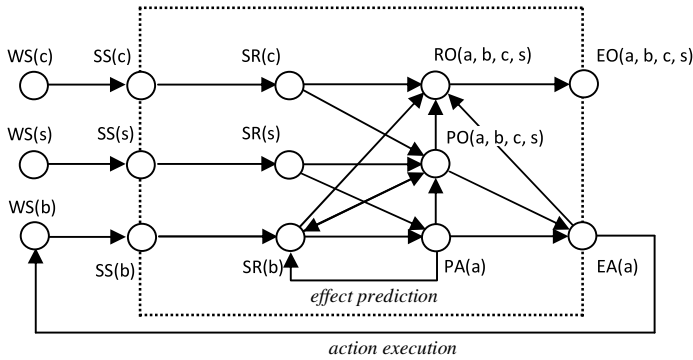 WS(c) SS(c) SR(c) RO(a, b, c, s) EO(a, b, c, s)
WS(s) SS(s) SR(s) PO(a, b, c, s)
WS(b)
SS(b) SR(b) PA(a) EA(a)
effect prediction
action execution